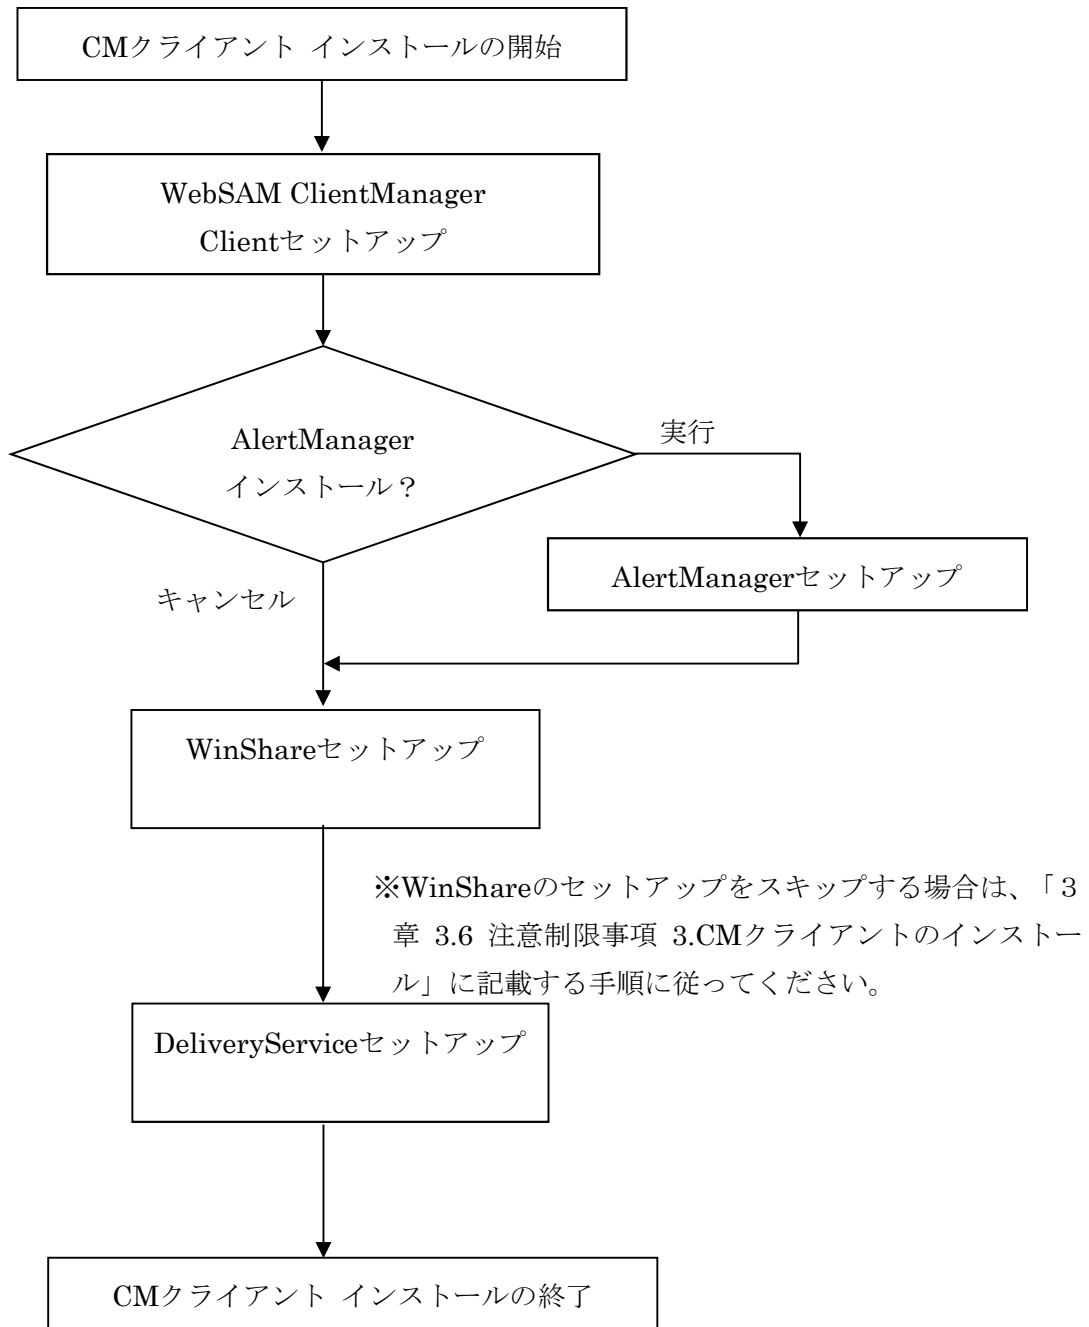 CMクライアント インストールの開始
WebSAM ClientManager
Clientセットアップ
AlertManager
インストール？
実行
AlertManagerセットアップ
キャンセル
WinShareセットアップ
※WinShareのセットアップをスキップする場合は、「３
章 3.6 注意制限事項 3.CMクライアントのインストー
ル」に記載する手順に従ってください。
DeliveryServiceセットアップ
CMクライアント インストールの終了